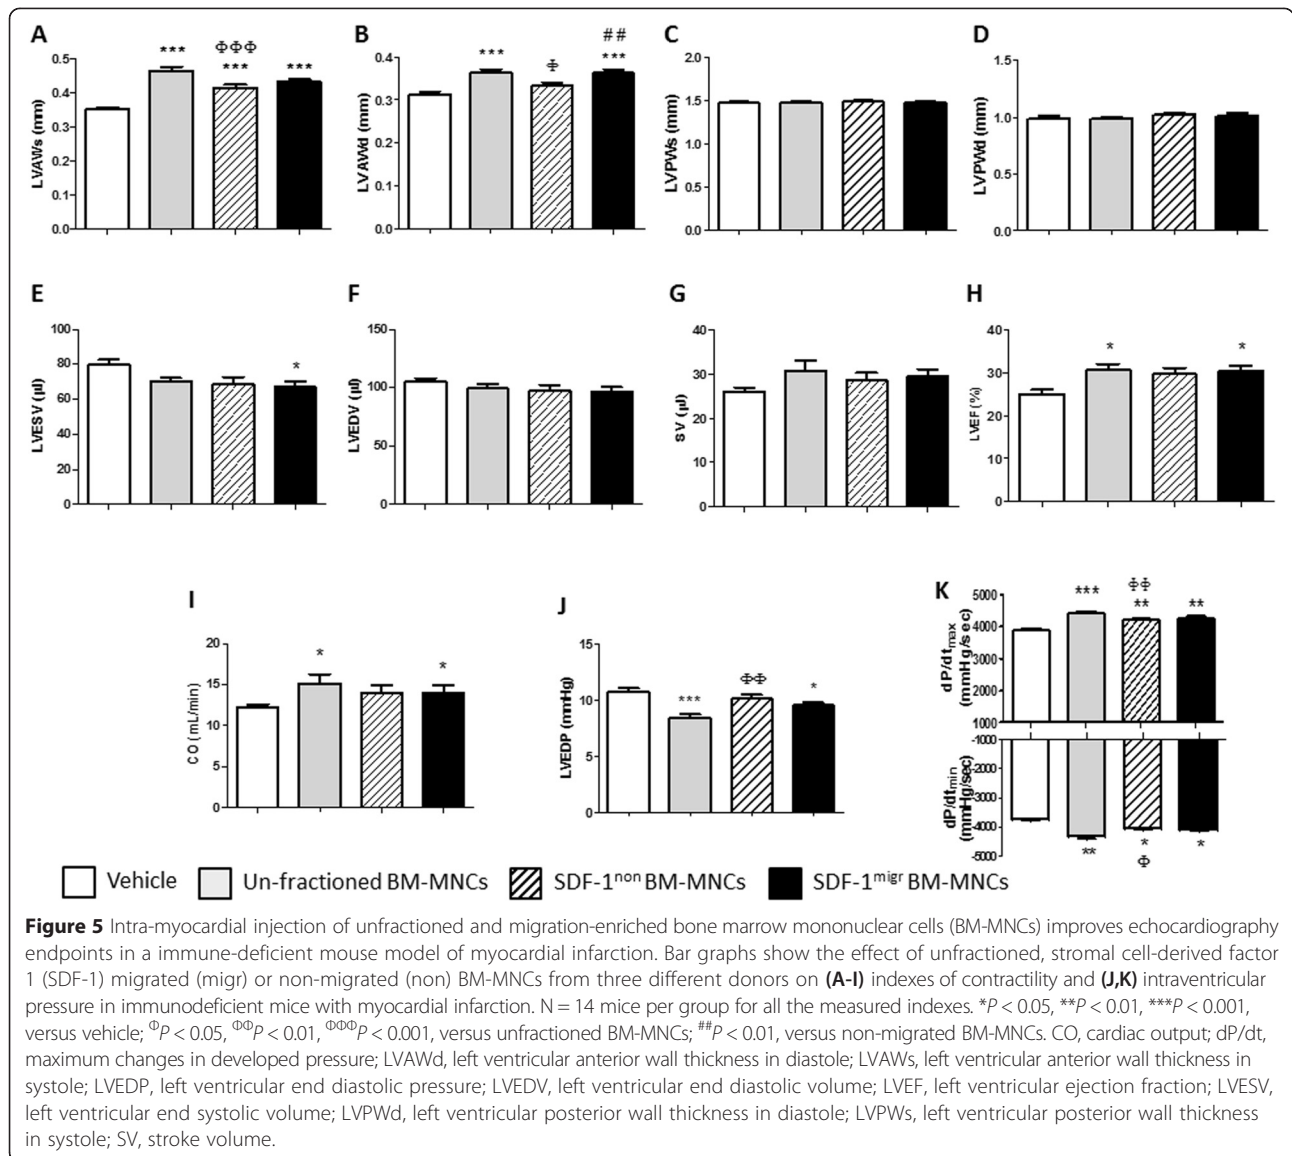 A
***
ΦΦΦ
***
***
LVAWs (mm)
0.5
0.4
0.3
0.2
0.1
0.0
B
***
Φ
##
***
LVAWd (mm)
0.4
0.3
0.2
0.1
0.0
C
LVPWs (mm)
2.0
1.5
1.0
0.5
0.0
D
LVPWd (mm)
1.5
1.0
0.5
0.0
E
*
LVESV (µl)
100
80
60
40
20
0
F
LVEDV (µl)
150
100
50
0
G
SV (µl)
40
30
20
10
0
H
*
*
LVEF (%)
40
30
20
10
0
I
*
*
CO (mL/min)
20
15
10
5
0
J
***
ΦΦ
*
LVEDP (mmHg)
15
10
5
0
K
***
ΦΦ
**
**
dP/dtmax
(mmHg/sec)
5000
4000
3000
2000
1000
dP/dtmin
(mmHg/sec)
-1000
-2000
-3000
-4000
-5000
**
*
Φ
*
Vehicle
Un-fractioned BM-MNCs
SDF-1non BM-MNCs
SDF-1migr BM-MNCs
Figure 5 Intra-myocardial injection of unfractioned and migration-enriched bone marrow mononuclear cells (BM-MNCs) improves echocardiography
endpoints in a immune-deficient mouse model of myocardial infarction. Bar graphs show the effect of unfractioned, stromal cell-derived factor
1 (SDF-1) migrated (migr) or non-migrated (non) BM-MNCs from three different donors on (A-I) indexes of contractility and (J,K) intraventricular
pressure in immunodeficient mice with myocardial infarction. N = 14 mice per group for all the measured indexes. *P < 0.05, **P < 0.01, ***P < 0.001,
versus vehicle; ΦP < 0.05, ΦΦP < 0.01, ΦΦΦP < 0.001, versus unfractioned BM-MNCs; ##P < 0.01, versus non-migrated BM-MNCs. CO, cardiac output; dP/dt,
maximum changes in developed pressure; LVAWd, left ventricular anterior wall thickness in diastole; LVAWs, left ventricular anterior wall thickness in
systole; LVEDP, left ventricular end diastolic pressure; LVEDV, left ventricular end diastolic volume; LVEF, left ventricular ejection fraction; LVESV,
left ventricular end systolic volume; LVPWd, left ventricular posterior wall thickness in diastole; LVPWs, left ventricular posterior wall thickness
in systole; SV, stroke volume.